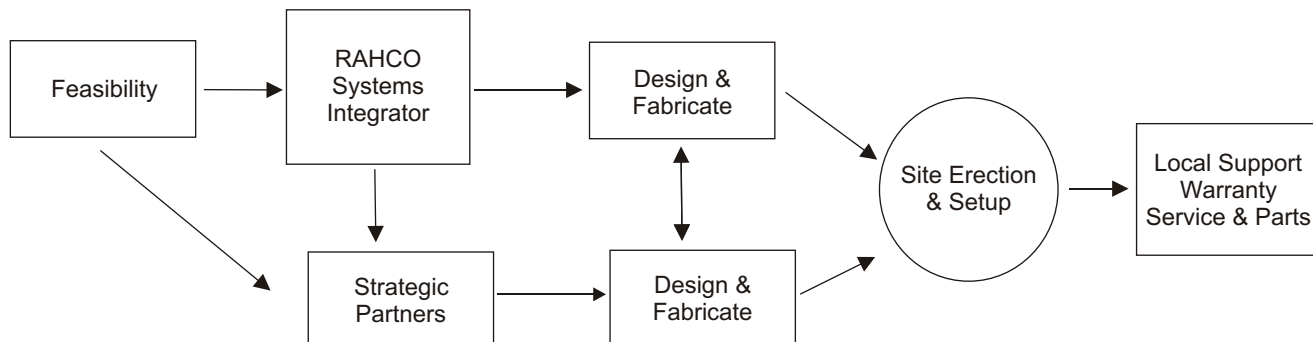 Feasibility
RAHCO
Systems
Integrator
Design &
Fabricate
Site Erection
& Setup
Local Support
Warranty
Service & Parts
Strategic
Partners
Design &
Fabricate